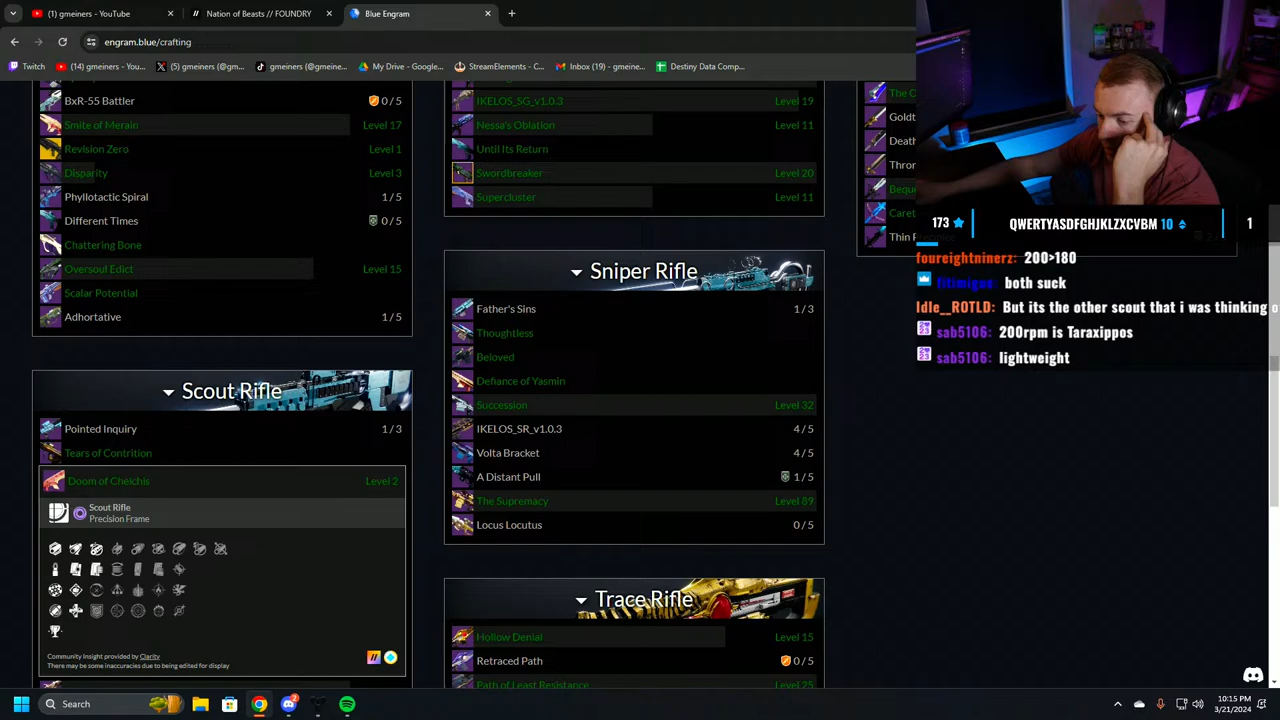 (1) gmeiners - YouTube
Nation of Beasts // FOUNDRY
Blue Engram
engram.blue/crafting
Twitch
(14) gmeiners - You...
(5) gmeiners (@gm...
gmeiners (@gmeine...
My Drive - Google...
StreamElements - C...
Inbox (19) - gmeine...
Destiny Data Comp...
BxR-55 Battler 0 / 5
Smite of Merain Level 17
Revision Zero Level 1
Disparity Level 3
Phyllotactic Spiral 1 / 5
Different Times 0 / 5
Chattering Bone
Oversoul Edict Level 15
Scalar Potential
Adhortative 1 / 5
Scout Rifle
Pointed Inquiry 1 / 3
Tears of Contrition
Doom of Chelchis Level 2
Scout Rifle
Precision Frame
Community Insight provided by Clarity
There may be some inaccuracies due to being edited for display
IKELOS_SG_v1.0.3 Level 19
Nessa's Oblation Level 11
Until Its Return
Swordbreaker Level 20
Supercluster Level 11
Sniper Rifle
Father's Sins 1 / 3
Thoughtless
Beloved
Defiance of Yasmin
Succession Level 32
IKELOS_SR_v1.0.3 4 / 5
Volta Bracket 4 / 5
A Distant Pull 1 / 5
The Supremacy Level 89
Locus Locutus 0 / 5
Trace Rifle
Hollow Denial Level 15
Retraced Path 0 / 5
Path of Least Resistance Level 25
The
Goldt
Death
Thron
Beque
Caret
Thin
173
QWERTYASDFGHJKLZXCVBM 10
1
foureightninerz: 200>180
both suck
Idle__ROTLD: But its the other scout that i was thinking o
sab5106: 200rpm is Taraxippos
sab5106: lightweight
Search
2
10:15 PM
3/21/2024